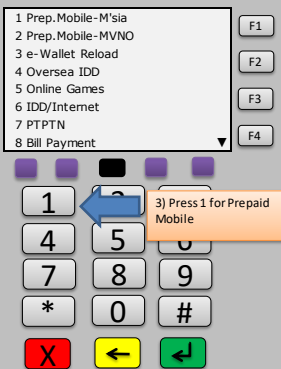 1 Prep.Mobile-M'sia
F1
2 Prep.Mobile-MVNO
3 e-Wallet Reload
F2
4 Oversea IDD
5 Online Games
F3
6 IDD/Internet
7 PTPTN
F4
8 Bill Payment
1
3) Press 1 for Prepaid
Mobile
4 5
7 8 9
* 0 #
X